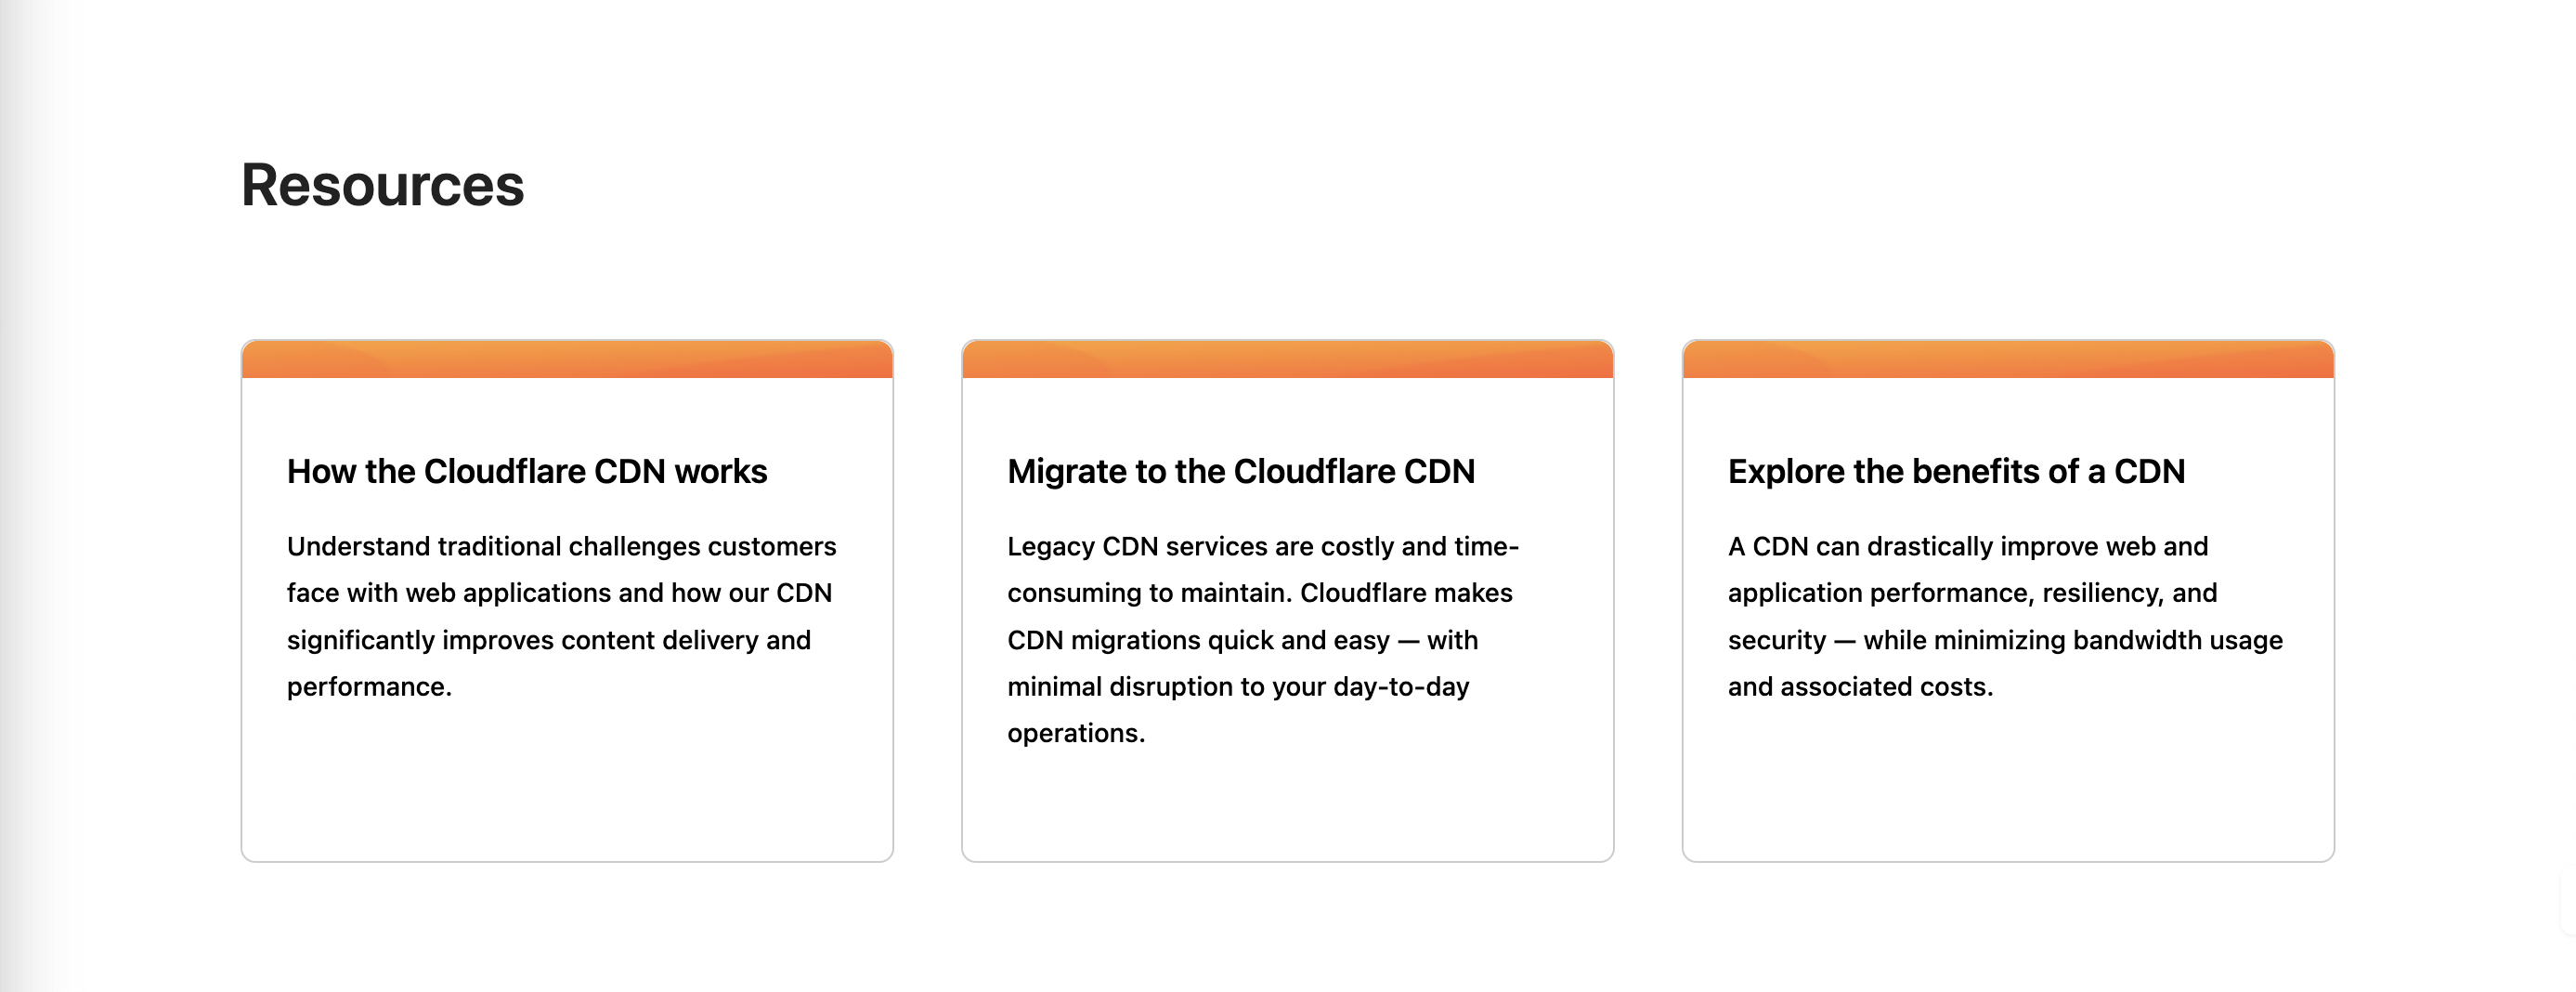 Resources
How the Cloudflare CDN works
Understand traditional challenges customers
face with web applications and how our CDN
significantly improves content delivery and
performance.
Migrate to the Cloudflare CDN
Legacy CDN services are costly and time-
consuming to maintain. Cloudflare makes
CDN migrations quick and easy — with
minimal disruption to your day-to-day
operations.
Explore the benefits of a CDN
A CDN can drastically improve web and
application performance, resiliency, and
security — while minimizing bandwidth usage
and associated costs.